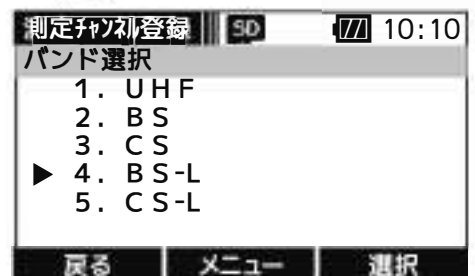 測定ﾁｬﾝﾈﾙ登録 SD 10:10
バンド選択
1. UHF
2. BS
3. CS
▶ 4. BS-L
5. CS-L
戻る メニュー 選択